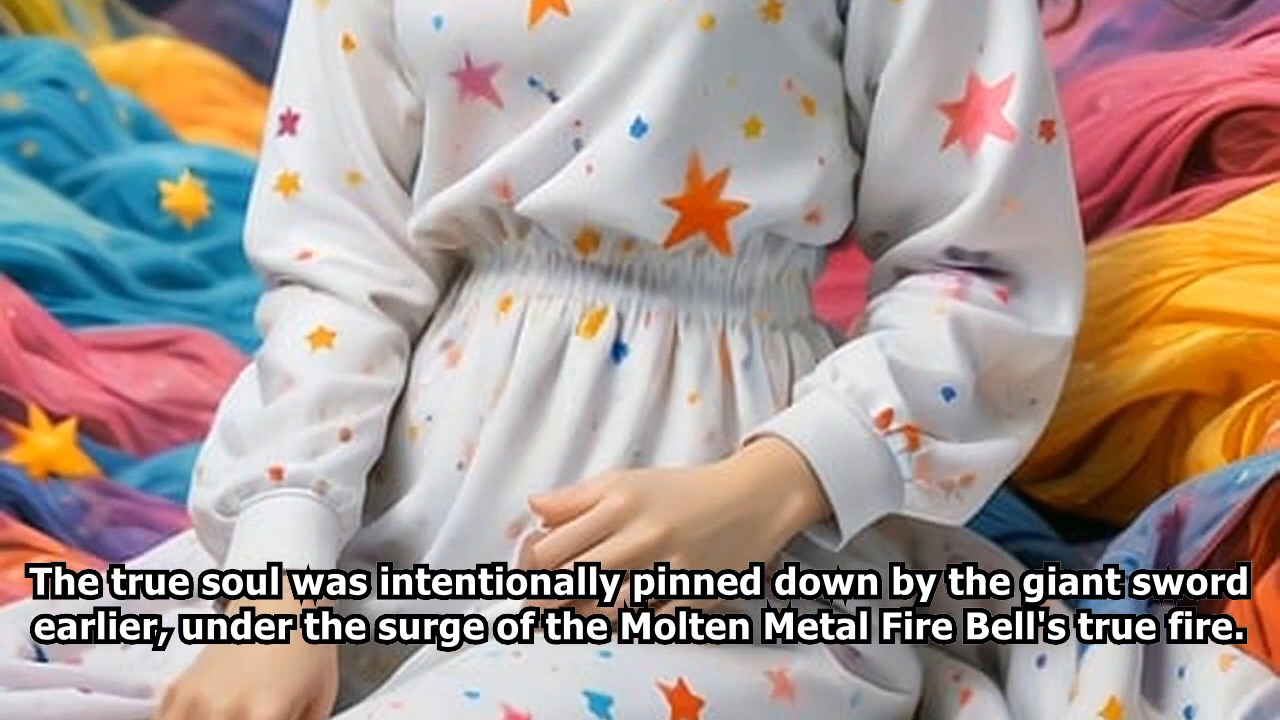 The true soul was intentionally pinned down by the giant sword
earlier, under the surge of the Molten Metal Fire Bell's true fire.